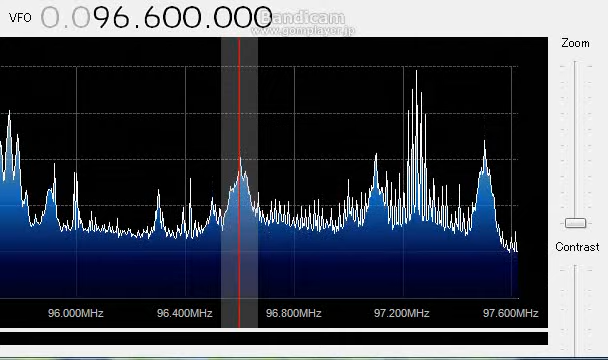 VFO 0.096.600.000
Bandicam
www.gomplayer.jp
Zoom
Contrast
96.000MHz 96.400MHz 96.800MHz 97.200MHz 97.600MHz